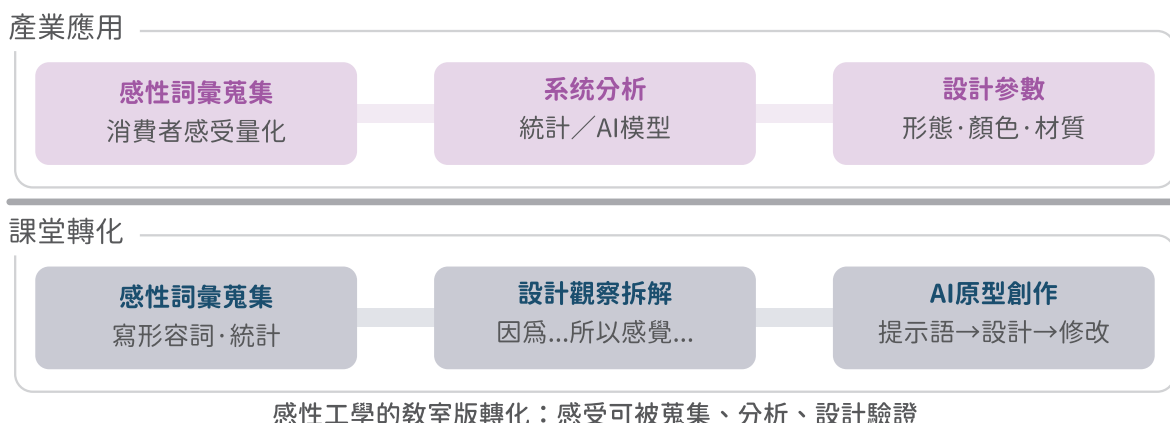 產業應用
感性詞彙蒐集
消費者感受量化
系统分析
統計／AI模型
設計參數
形態·顏色·材質
課堂轉化
感性詞彙蒐集
寫形容詞·統計
設計觀察拆解
因爲...所以感覺...
AI原型創作
提示語→設計→修改
感性工學的教室版轉化：感受可被蒐集、分析、設計驗證